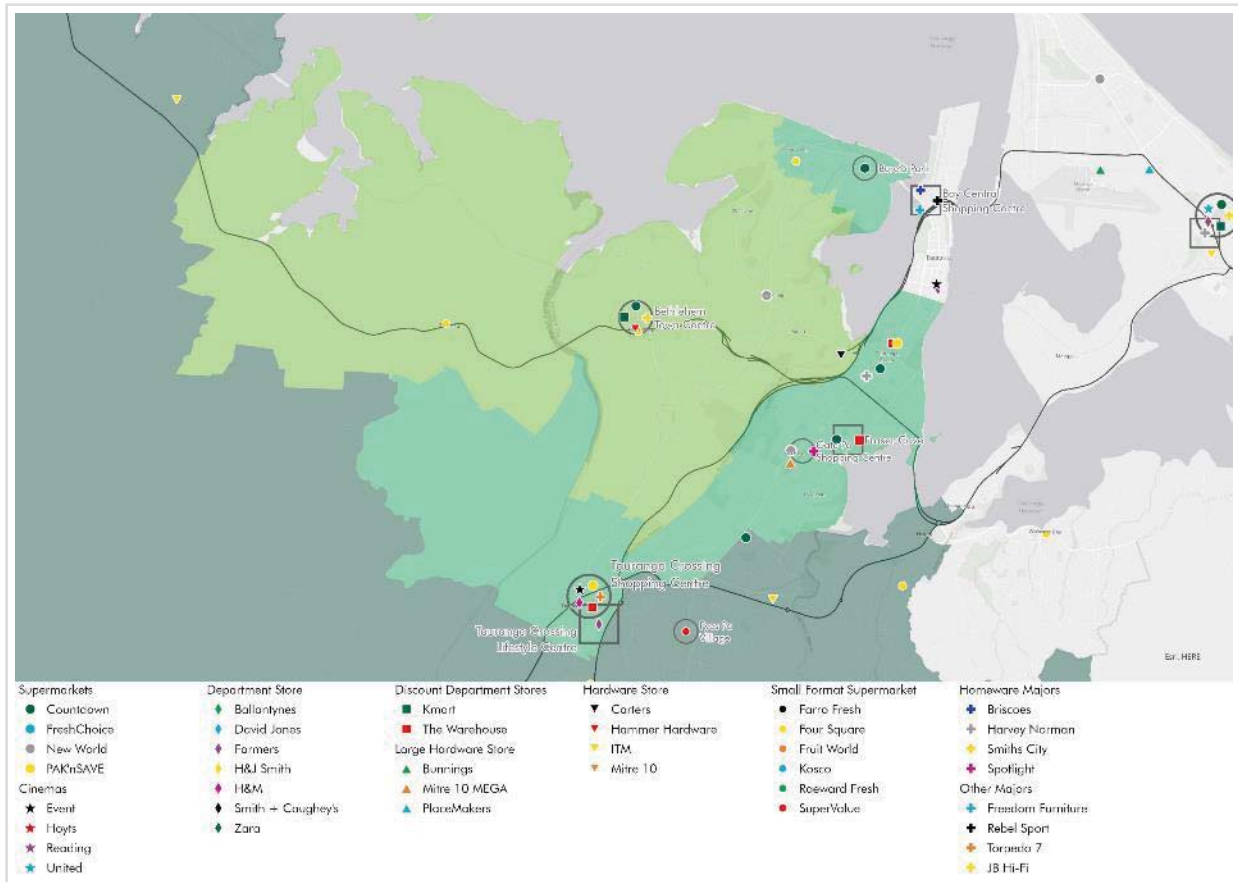 Bureta Park
Bay Central
Shopping Centre
Bethlehem
Town Centre
Fraser Cove
Gate Pa
Shopping Centre
Tauranga Crossing
Shopping Centre
Tauranga Crossing
Lifestyle Centre
Poes Pa
Village
Esri, HERE
Supermarkets
Countdown
FreshChoice
New World
PAK'nSAVE
Cinemas
Event
Hoyts
Reading
United
Department Store
Ballantynes
David Jones
Farmers
H&J Smith
H&M
Smith + Caughey's
Zara
Discount Department Stores
Kmart
The Warehouse
Large Hardware Store
Bunnings
Mitre 10 MEGA
PlaceMakers
Hardware Store
Carters
Hammer Hardware
ITM
Mitre 10
Small Format Supermarket
Farro Fresh
Four Square
Fruit World
Kosco
Raeward Fresh
SuperValue
Homeware Majors
Briscoes
Harvey Norman
Smiths City
Spotlight
Other Majors
Freedom Furniture
Rebel Sport
Torpedo 7
JB Hi-Fi